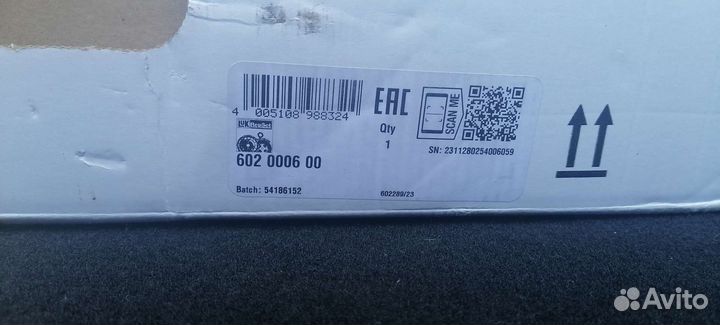 4 005108 988324
EAC
Qty
1
SCAN ME
SN: 2311280254006059
LuK RepSet
602 0006 00
Batch: 54186152
602289/23
Avito